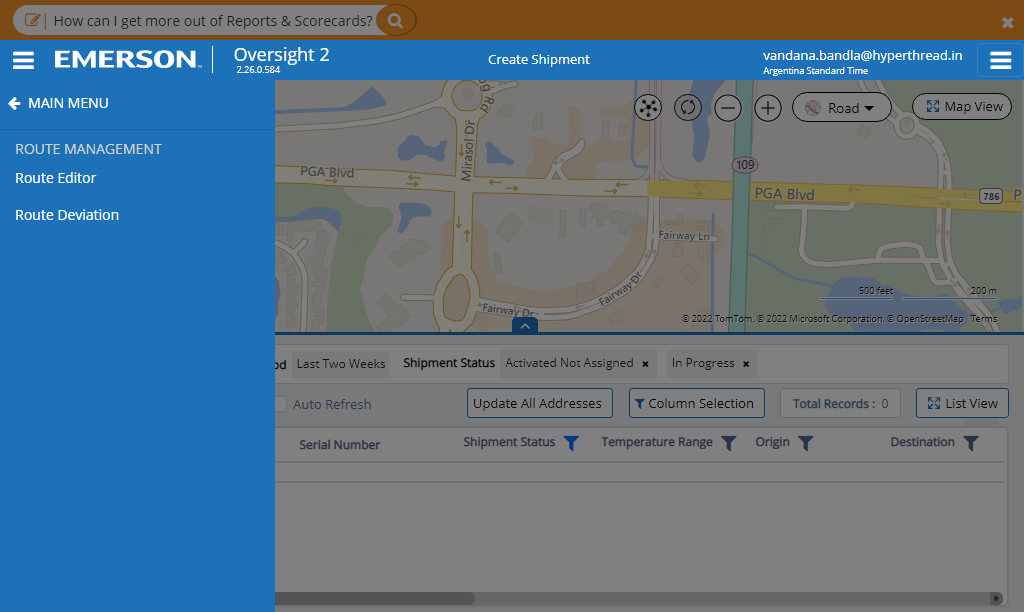 How can I get more out of Reports & Scorecards?
EMERSON
Oversight 2
2.26.0.584
Create Shipment
vandana.bandla@hyperthread.in
Argentina Standard Time
MAIN MENU
ROUTE MANAGEMENT
Route Editor
Route Deviation
Road
Map View
Mirasol Dr
og Rd
PGA Blvd
109
PGA Blvd
786
P
Fairway Ln
Fairway Dr
Fairway Dr
500 feet
200 m
© 2022 TomTom, © 2022 Microsoft Corporation, © OpenStreetMap Terms
od
Last Two Weeks
Shipment Status
Activated Not Assigned ×
In Progress ×
Auto Refresh
Update All Addresses
Column Selection
Total Records : 0
List View
Serial Number
Shipment Status
Temperature Range
Origin
Destination